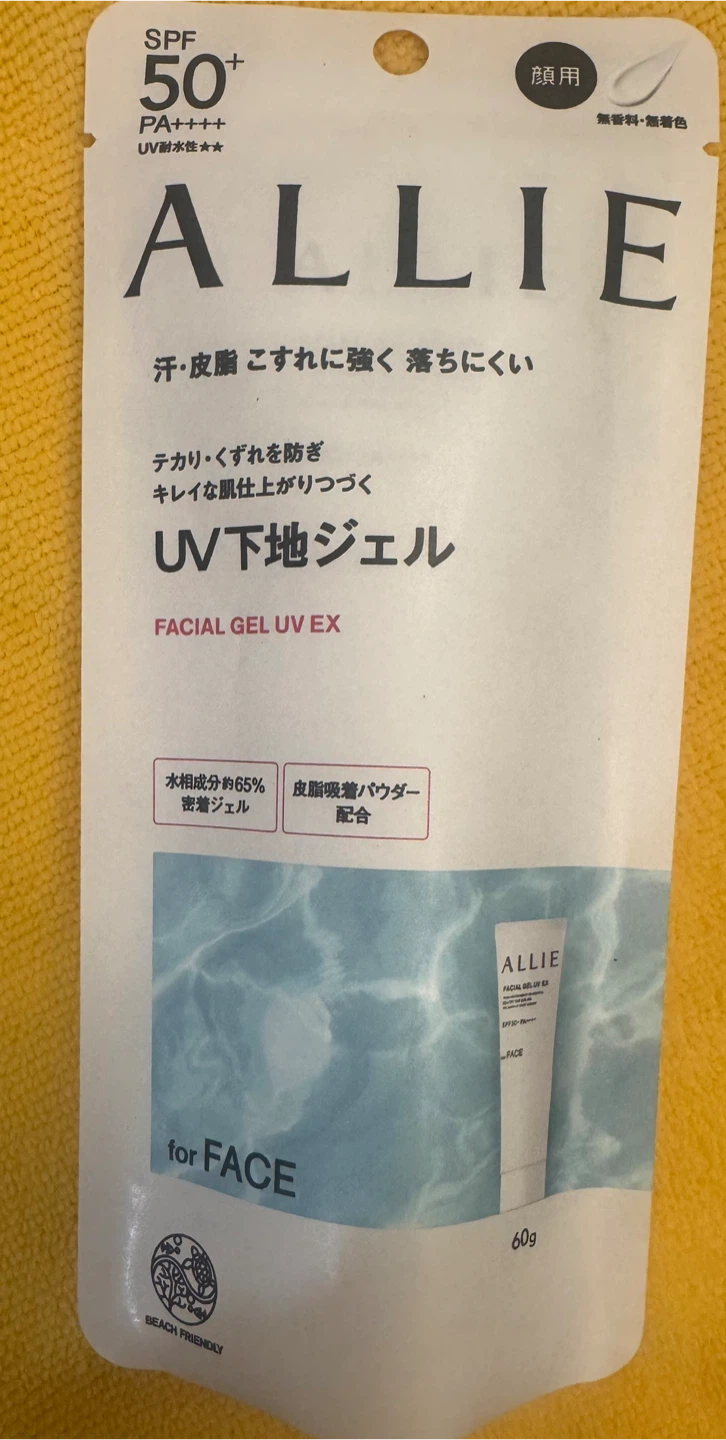 SPF
50+
PA++++
UV耐水性★★
顔用
無香料・無着色
ALLIE
汗・皮脂 こすれに強く 落ちにくい
テカリ・くずれを防ぎ
キレイな肌仕上がりつづく
UV下地ジェル
FACIAL GEL UV EX
水相成分約65%
密着ジェル
皮脂吸着パウダー
配合
ALLIE
FACIAL GEL UV EX
SPF50+ PA++++
for FACE
for FACE
60g
BEACH FRIENDLY